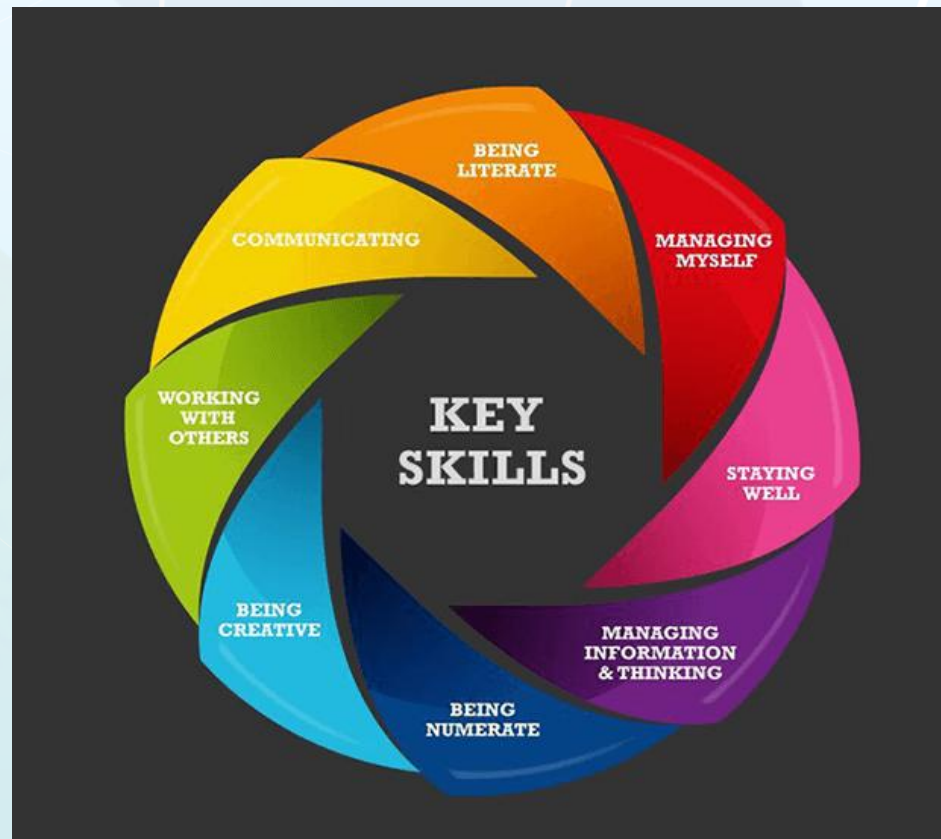 BEING
LITERATE
MANAGING
MYSELF
STAYING
WELL
MANAGING
INFORMATION
& THINKING
BEING
NUMERATE
BEING
CREATIVE
WORKING
WITH
OTHERS
COMMUNICATING
KEY
SKILLS